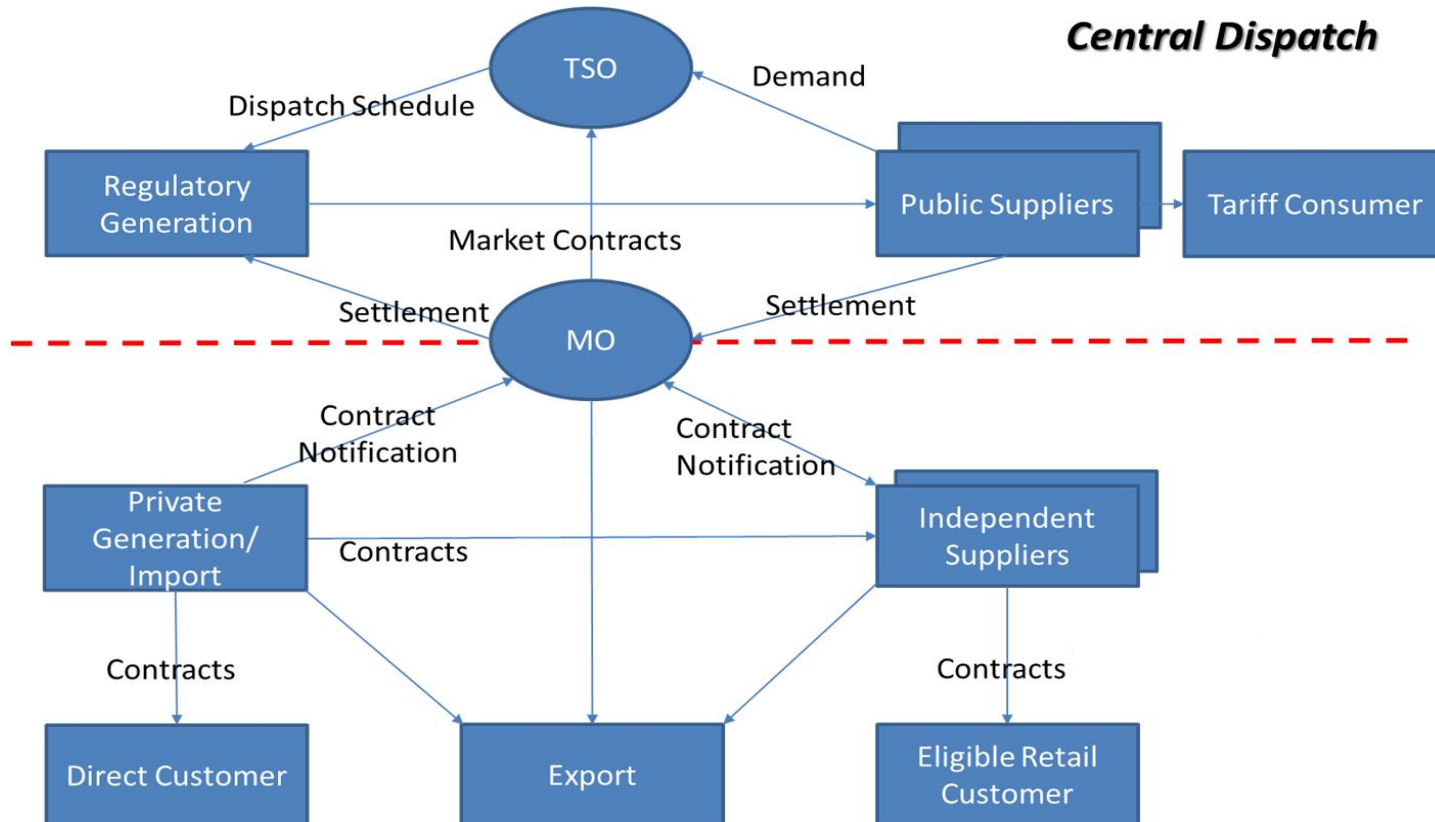 Central Dispatch
TSO
Demand
Dispatch Schedule
Regulatory
Generation
Public Suppliers
Tariff Consumer
Market Contracts
Settlement
Settlement
MO
Contract
Notification
Contract
Notification
Private
Generation/
Import
Contracts
Independent
Suppliers
Contracts
Contracts
Direct Customer
Export
Eligible Retail
Customer